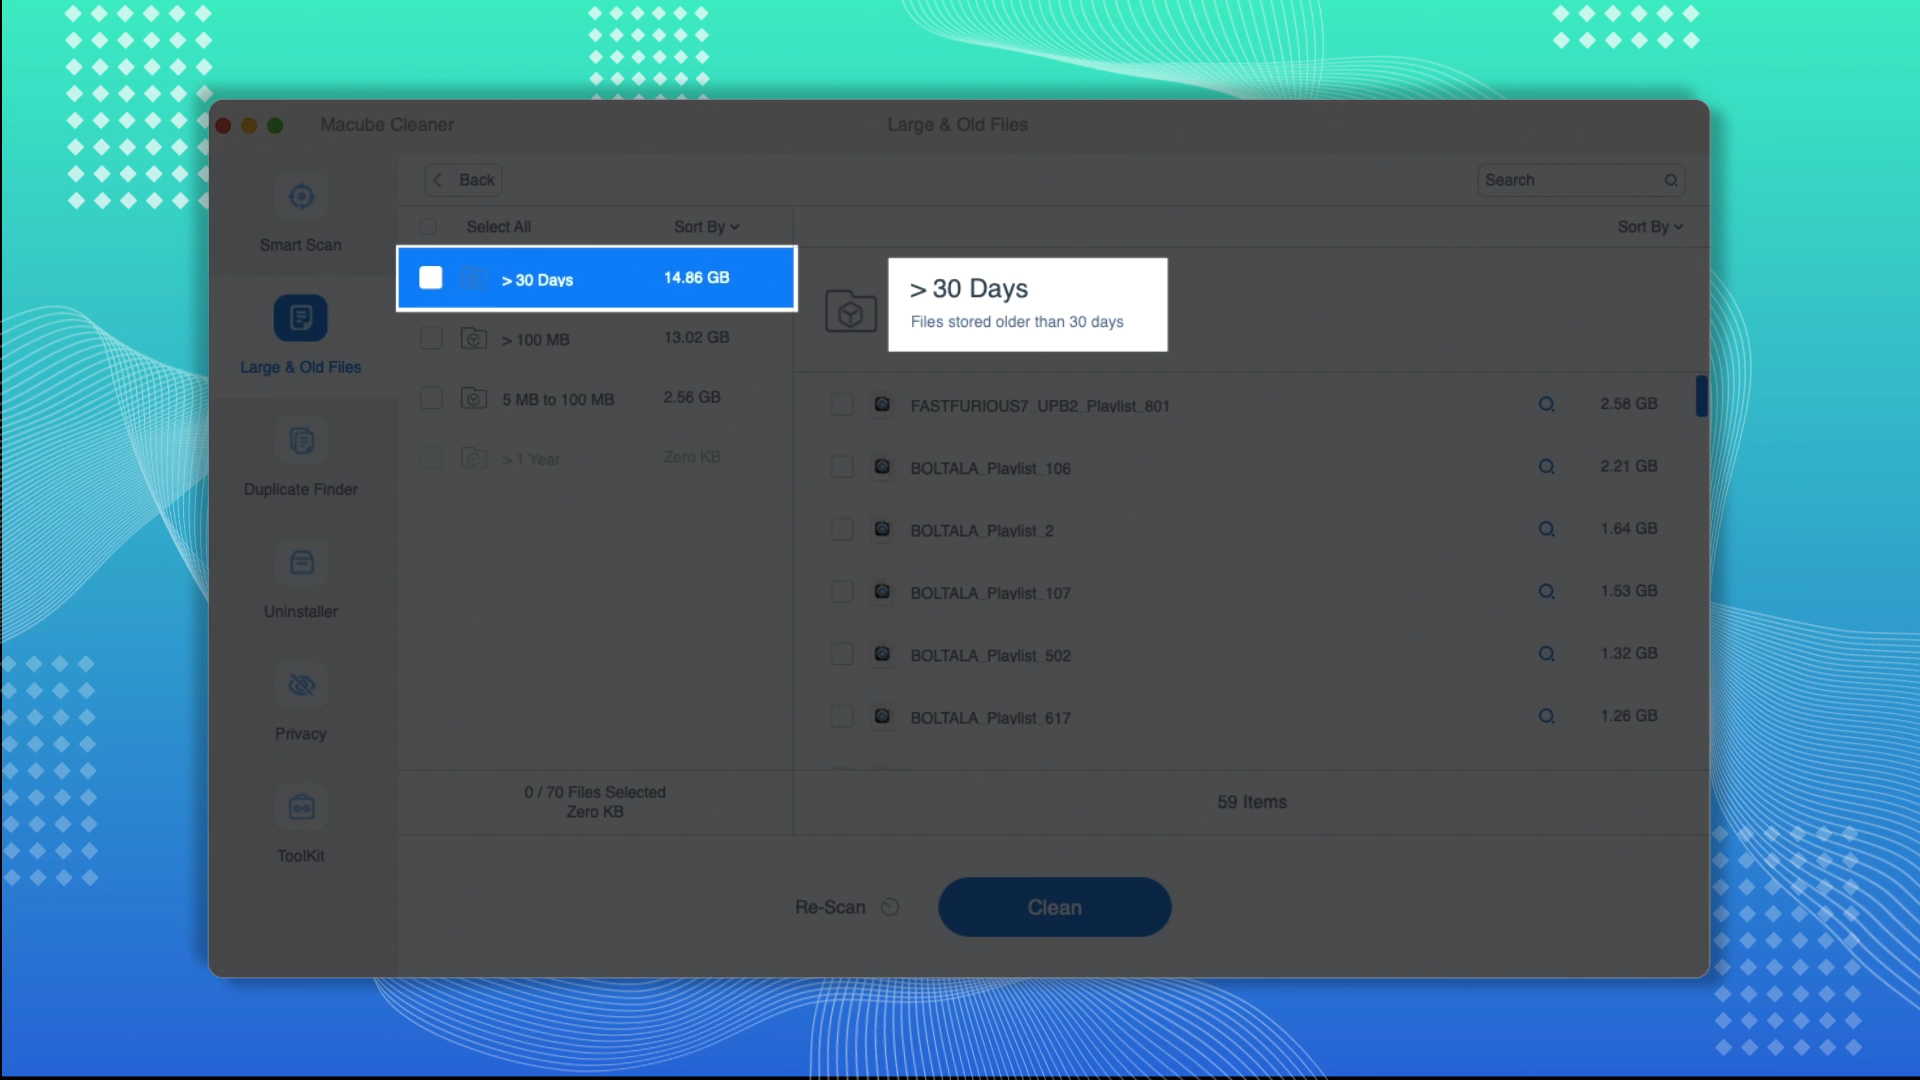 Macube Cleaner
Large & Old Files
Back
Search
Select All
Sort By
Sort By
Smart Scan
Large & Old Files
Duplicate Finder
Uninstaller
Privacy
ToolKit
> 30 Days 14.86 GB
> 100 MB 13.02 GB
5 MB to 100 MB 2.56 GB
> 1 Year Zero KB
0 / 70 Files Selected
Zero KB
> 30 Days
Files stored older than 30 days
FASTFURIOUS7_UPB2_Playlist_801 2.58 GB
BOLTALA_Playlist_106 2.21 GB
BOLTALA_Playlist_2 1.64 GB
BOLTALA_Playlist_107 1.53 GB
BOLTALA_Playlist_502 1.32 GB
BOLTALA_Playlist_617 1.26 GB
59 Items
Re-Scan
Clean